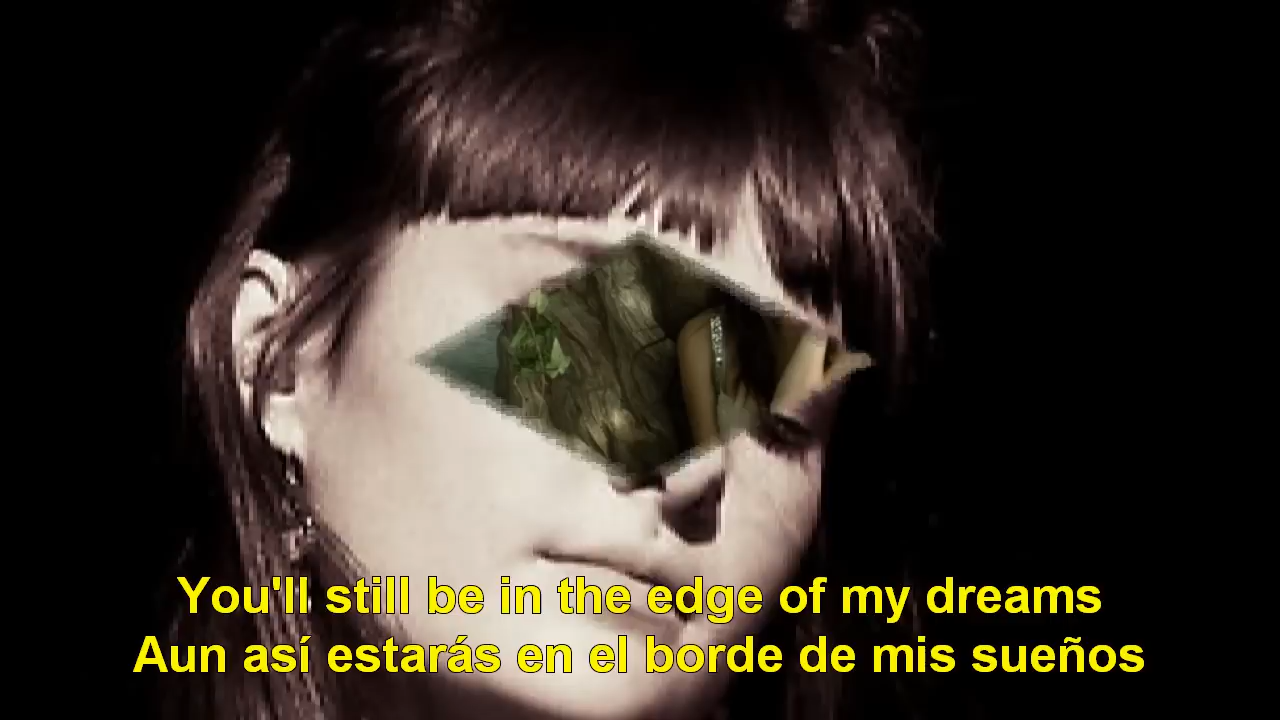 You'll still be in the edge of my dreams
Aun así estarás en el borde de mis sueños